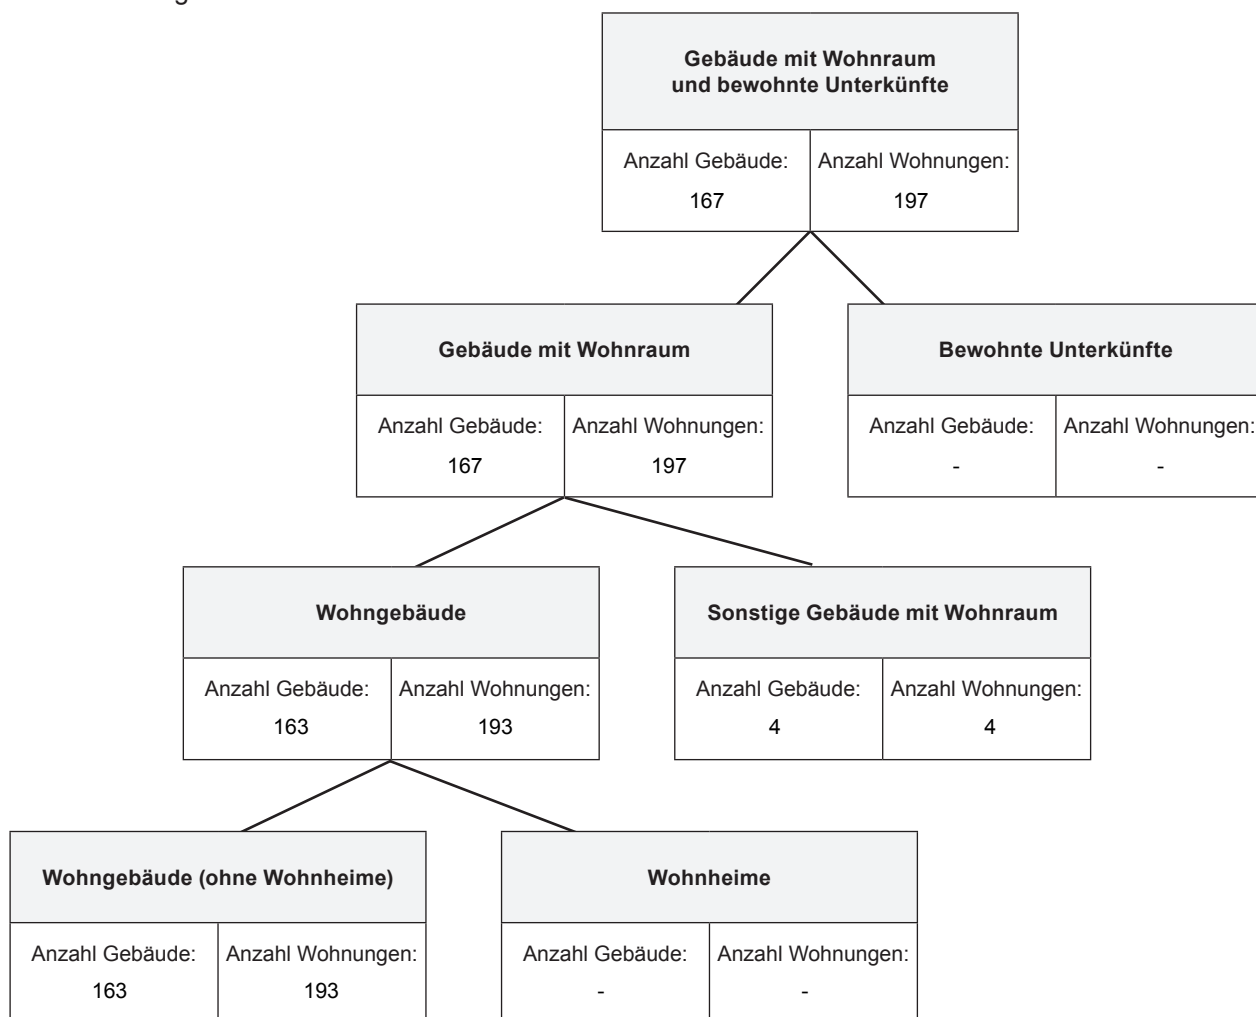 Gebäude mit Wohnraum
und bewohnte Unterkünfte
Anzahl Gebäude: Anzahl Wohnungen:
167 197
Gebäude mit Wohnraum
Anzahl Gebäude: Anzahl Wohnungen:
167 197
Bewohnte Unterkünfte
Anzahl Gebäude: Anzahl Wohnungen:
- -
Wohngebäude
Anzahl Gebäude: Anzahl Wohnungen:
163 193
Sonstige Gebäude mit Wohnraum
Anzahl Gebäude: Anzahl Wohnungen:
4 4
Wohngebäude (ohne Wohnheime)
Anzahl Gebäude: Anzahl Wohnungen:
163 193
Wohnheime
Anzahl Gebäude: Anzahl Wohnungen:
- -